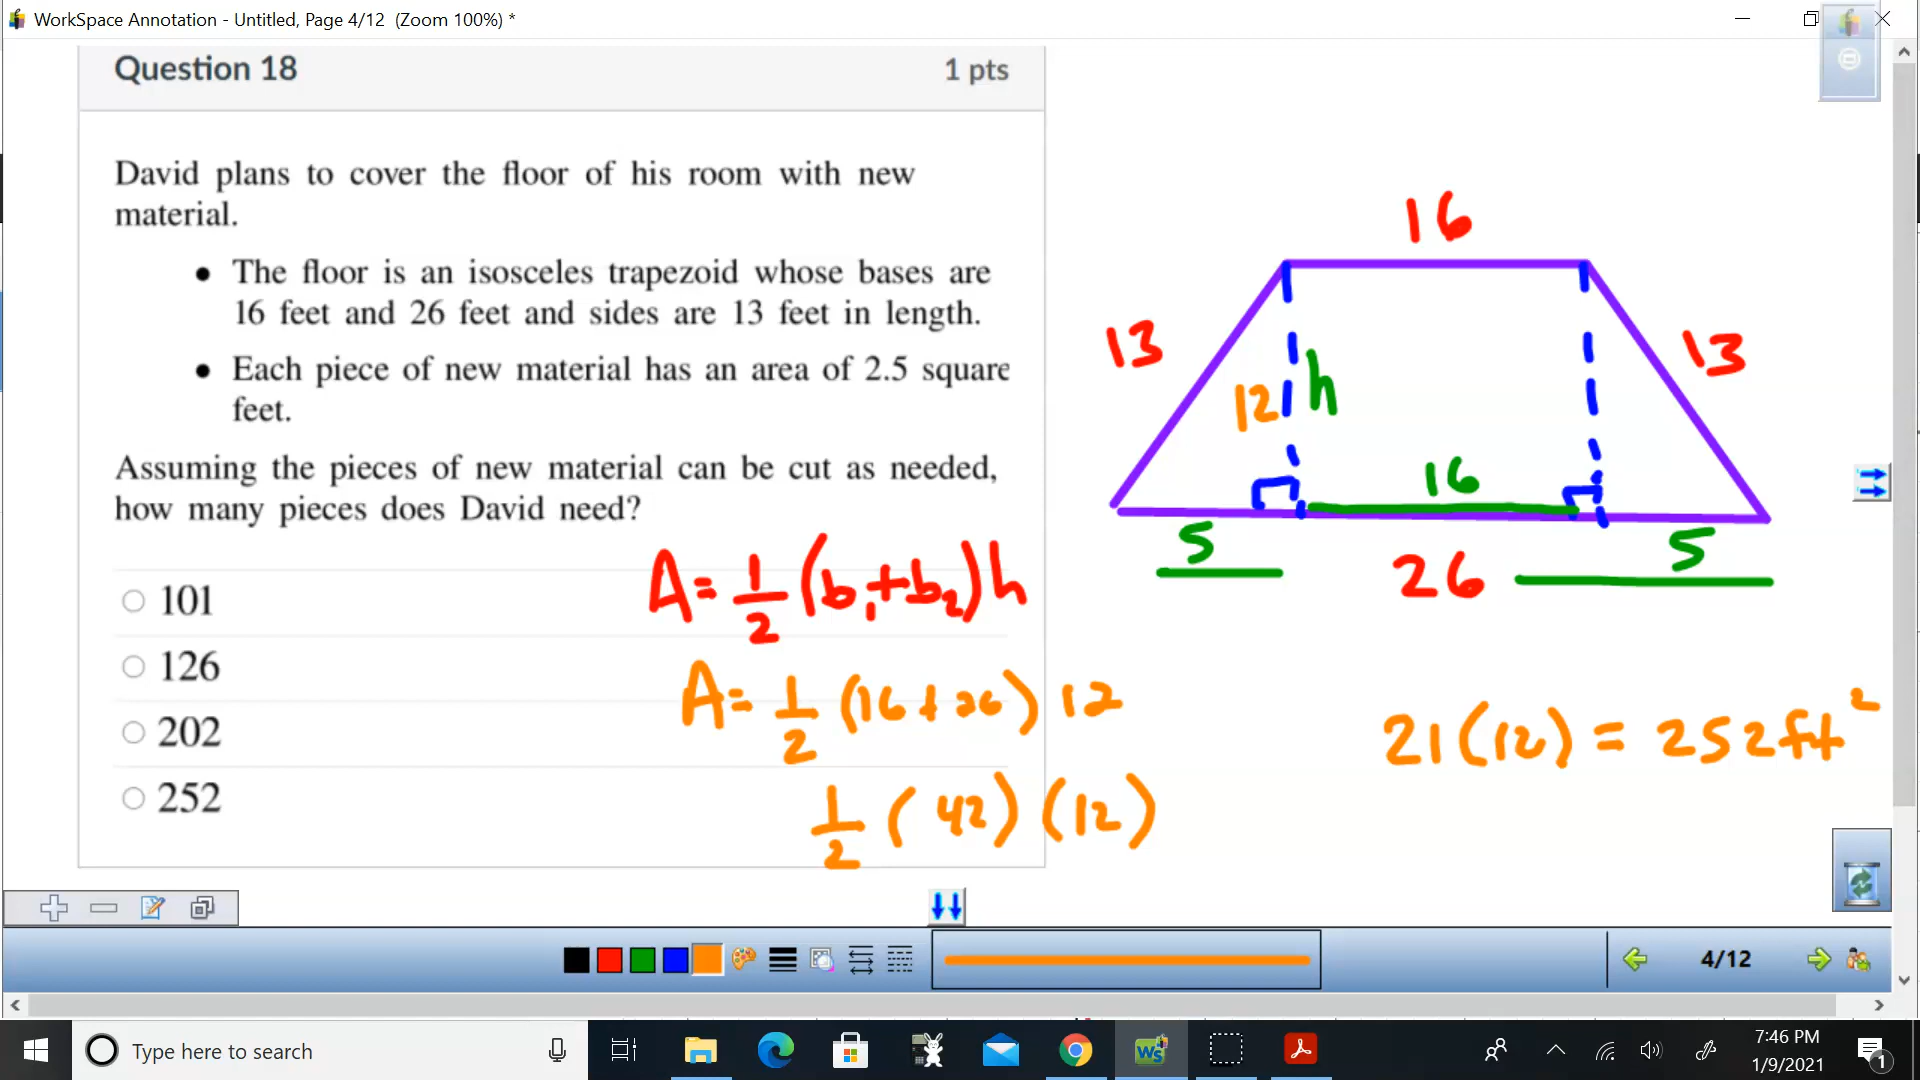 WorkSpace Annotation - Untitled, Page 4/12 (Zoom 100%) *
Question 18
1 pts
David plans to cover the floor of his room with new
material.
• The floor is an isosceles trapezoid whose bases are
16 feet and 26 feet and sides are 13 feet in length.
• Each piece of new material has an area of 2.5 square
feet.
Assuming the pieces of new material can be cut as needed,
how many pieces does David need?
101
126
202
252
16
13
13
12
h
16
5
26
5
A = 1/2 (b₁+b₂)h
A = 1/2 (16+26) 12
1/2 (42)(12)
21(12) = 252 ft²
4/12
Type here to search
WS
7:46 PM
1/9/2021
1